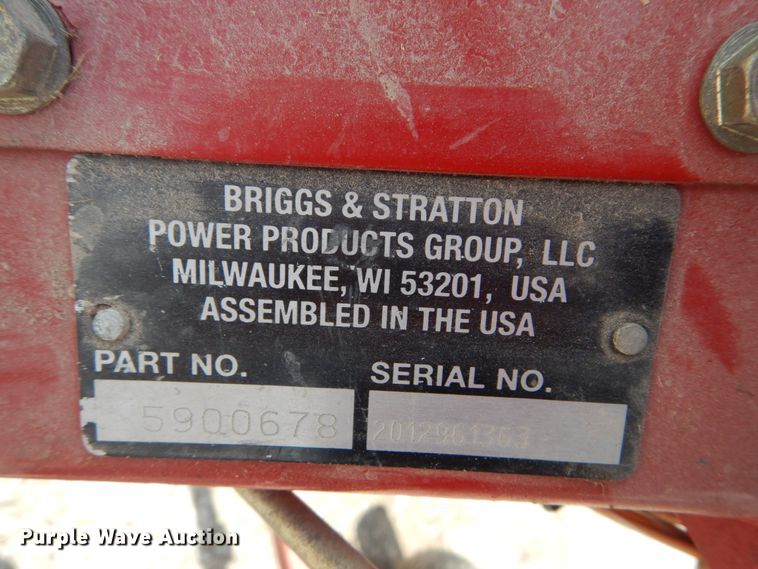 BRIGGS & STRATTON
POWER PRODUCTS GROUP, LLC
MILWAUKEE, WI 53201, USA
ASSEMBLED IN THE USA
PART NO.
SERIAL NO.
5900678
2012961363
Purple Wave Auction